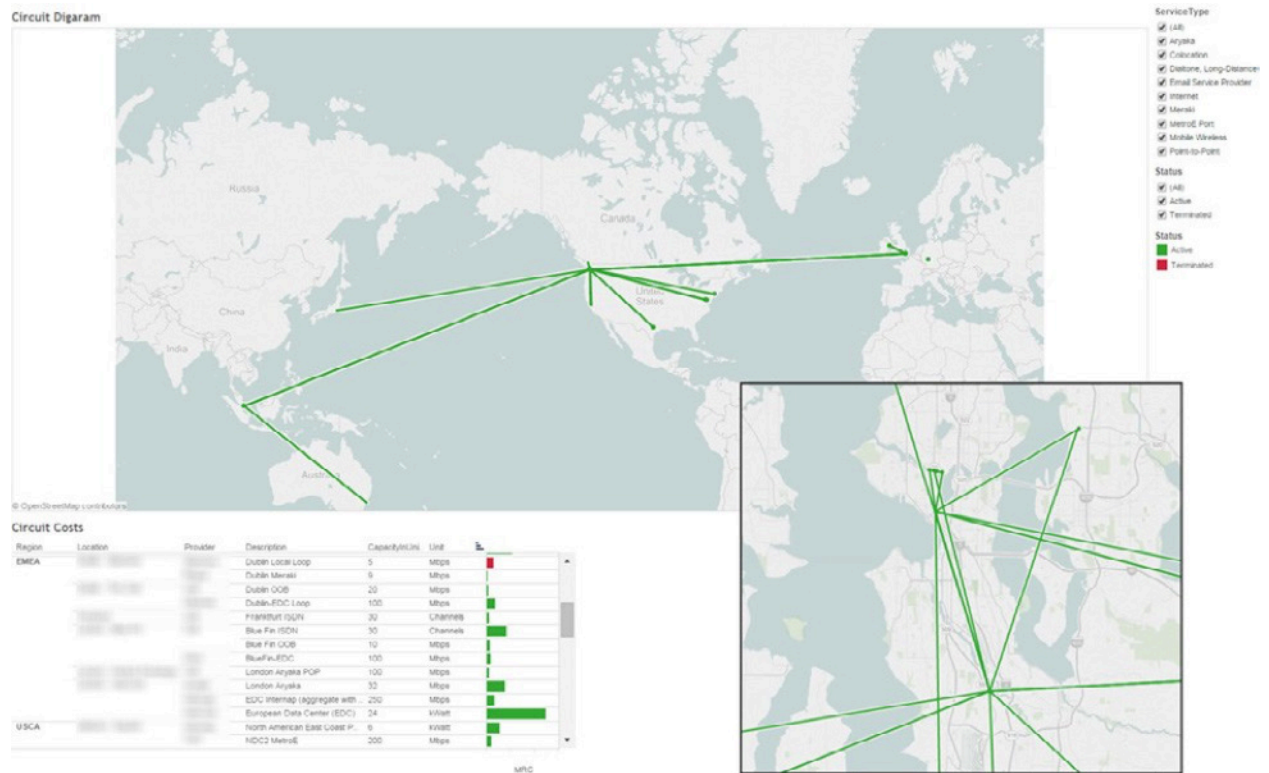 Circuit Digaram
Russia
Canada
China
United
States
India
Australia
© OpenStreetMap contributors
ServiceType
(All)
Aryaka
Colocation
Dialtone, Long-Distance
Email Service Provider
Internet
Meraki
MetroE Port
Mobile Wireless
Point-to-Point
Status
(All)
Active
Terminated
Status
Active
Terminated
Circuit Costs
Region Location Provider Description CapacityInUni.. Unit
EMEA Dublin Local Loop 5 Mbps
Dublin Meraki 9 Mbps
Dublin OOB 20 Mbps
Dublin-EDC Loop 100 Mbps
Frankfurt ISDN 30 Channels
Blue Fin ISDN 30 Channels
Blue Fin OOB 10 Mbps
BlueFin-EDC 100 Mbps
London Aryaka POP 100 Mbps
London Aryaka 32 Mbps
EDC Internap (aggregate with .. 250 Mbps
European Data Center (EDC) 24 kWatt
USCA North American East Coast P.. 6 kWatt
NDC2 MetroE 200 Mbps
MRC